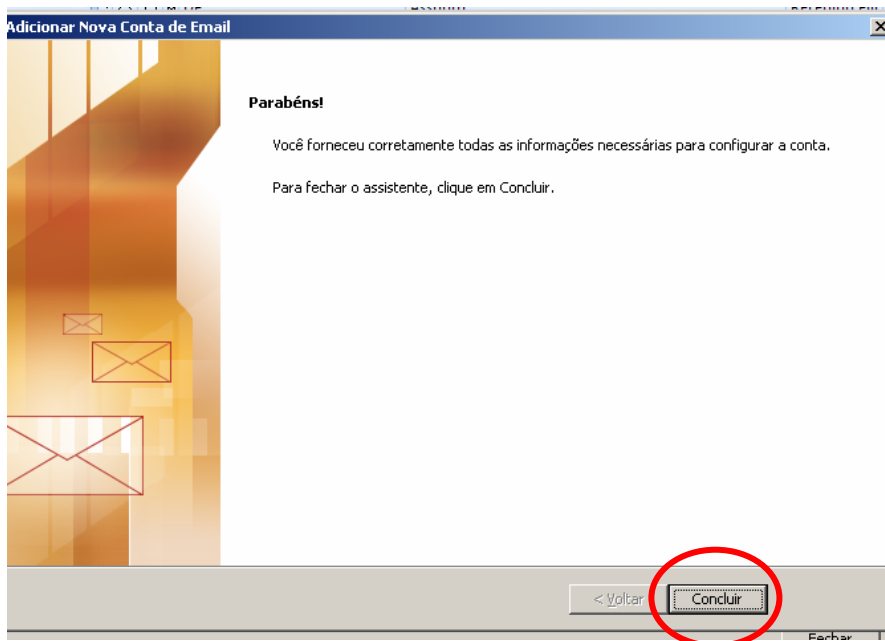 Adicionar Nova Conta de Email
Parabéns!
Você forneceu corretamente todas as informações necessárias para configurar a conta.
Para fechar o assistente, clique em Concluir.
< Voltar
Concluir
Fechar